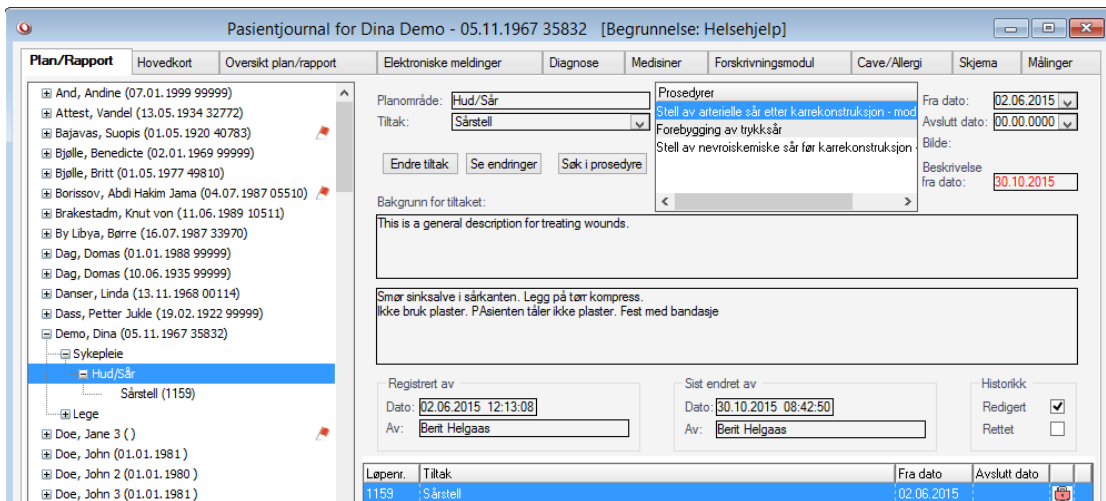 Pasientjournal for Dina Demo - 05.11.1967 35832 [Begrunnelse: Helsehjelp]
Plan/Rapport Hovedkort Oversikt plan/rapport Elektroniske meldinger Diagnose Medisiner Forskrivningsmodul Cave/Allergi Skjema Målinger
And, Andine (07.01.1999 99999)
Attest, Vandel (13.05.1934 32772)
Bajavas, Suopis (01.05.1920 40783)
Bjølle, Benedicte (02.01.1969 99999)
Bjølle, Britt (01.05.1977 49810)
Borissov, Abdi Hakim Jama (04.07.1987 05510)
Brakestadm, Knut von (11.06.1989 10511)
By Libya, Børre (16.07.1987 33970)
Dag, Domas (01.01.1988 99999)
Dag, Domas (10.06.1935 99999)
Danser, Linda (13.11.1968 00114)
Dass, Petter Jukle (19.02.1922 99999)
Demo, Dina (05.11.1967 35832)
Sykepleie
Hud/Sår
Sårstell (1159)
Lege
Doe, Jane 3 ()
Doe, John (01.01.1981)
Doe, John 2 (01.01.1980)
Doe, John 3 (01.01.1981)
Planområde: Hud/Sår
Tiltak: Sårstell
Endre tiltak Se endringer Søk i prosedyre
Prosedyrer
Stell av arterielle sår etter karrekonstruksjon - mod
Forebygging av trykksår
Stell av nevroiskemiske sår før karrekonstruksjon -
Fra dato: 02.06.2015
Avslutt dato: 00.00.0000
Bilde:
Beskrivelse
fra dato: 30.10.2015
Bakgrunn for tiltaket:
This is a general description for treating wounds.
Smør sinksalve i sårkanten. Legg på tørr kompress.
Ikke bruk plaster. PAsienten tåler ikke plaster. Fest med bandasje
Registrert av
Dato: 02.06.2015 12:13:08
Av: Berit Helgaas
Sist endret av
Dato: 30.10.2015 08:42:50
Av: Berit Helgaas
Historikk
Redigert
Rettet
Løpenr. Tiltak Fra dato Avslutt dato
1159 Sårstell 02.06.2015